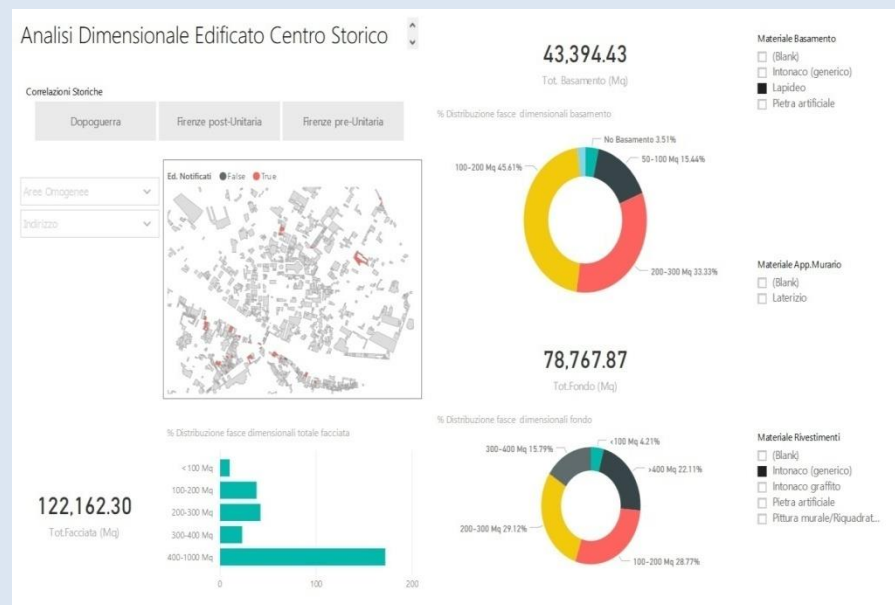 Analisi Dimensionale Edificato Centro Storico
Correlazioni Storiche
Dopoguerra
Firenze post-Unitaria
Firenze pre-Unitaria
Aree Omogenee
Indirizzo
Ed. Notificati False True
43,394.43
Tot. Basamento (Mq)
% Distribuzione fasce dimensionali basamento
No Basamento 3.51%
50-100 Mq 15.44%
100-200 Mq 45.61%
200-300 Mq 33.33%
78,767.87
Tot.Fondo (Mq)
% Distribuzione fasce dimensionali fondo
<100 Mq 4.21%
300-400 Mq 15.79%
>400 Mq 22.11%
200-300 Mq 29.12%
100-200 Mq 28.77%
% Distribuzione fasce dimensionali totale facciata
<100 Mq
100-200 Mq
200-300 Mq
300-400 Mq
400-1000 Mq
0 100 200
122,162.30
Tot.Facciata (Mq)
Materiale Basamento
(Blank)
Intonaco (generico)
Lapideo
Pietra artificiale
Materiale App.Murario
(Blank)
Laterizio
Materiale Rivestimenti
(Blank)
Intonaco (generico)
Intonaco graffito
Pietra artificiale
Pittura murale/Riquadrat...